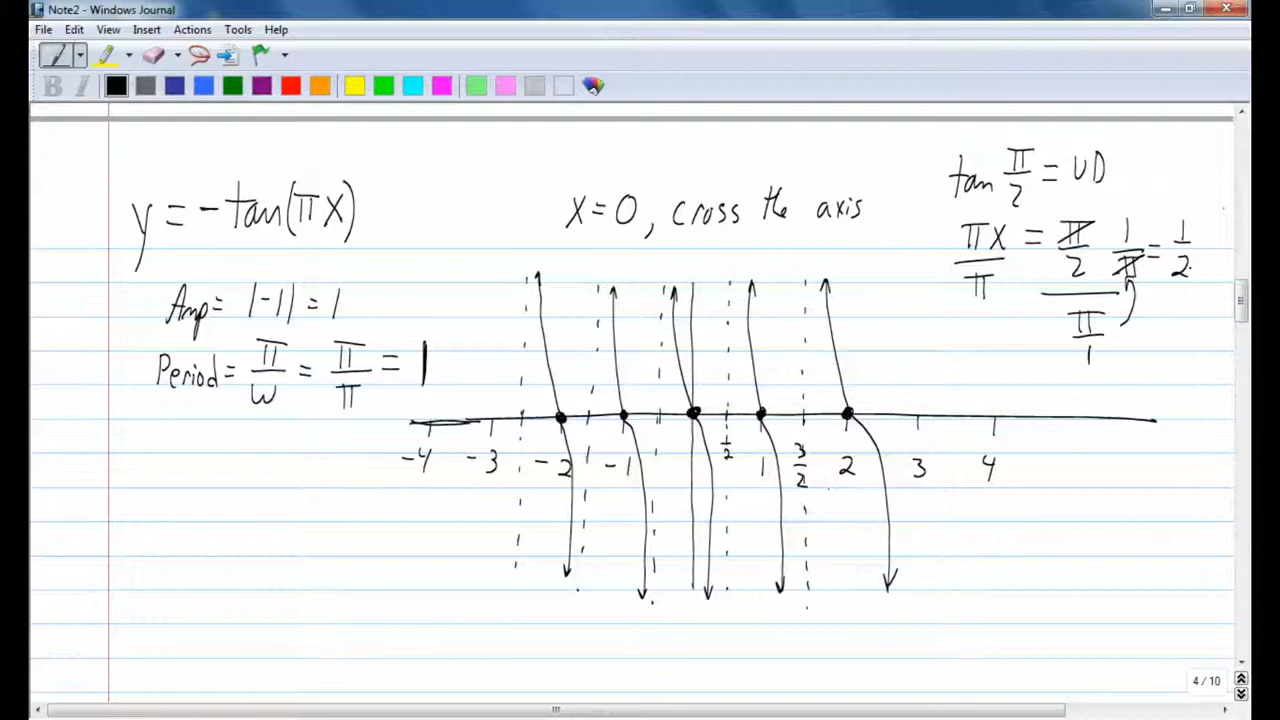 Note2 - Windows Journal
File Edit View Insert Actions Tools Help
B I
y = -tan(πx)
x=0, cross the axis
tan π/2 = UD
πx/π = π/2 1/π = 1/2
π/1
Amp = |-1| = 1
Period = π/ω = π/π = 1
-4 -3 -2 -1 1/2 1 3/2 2 3 4
4 / 10